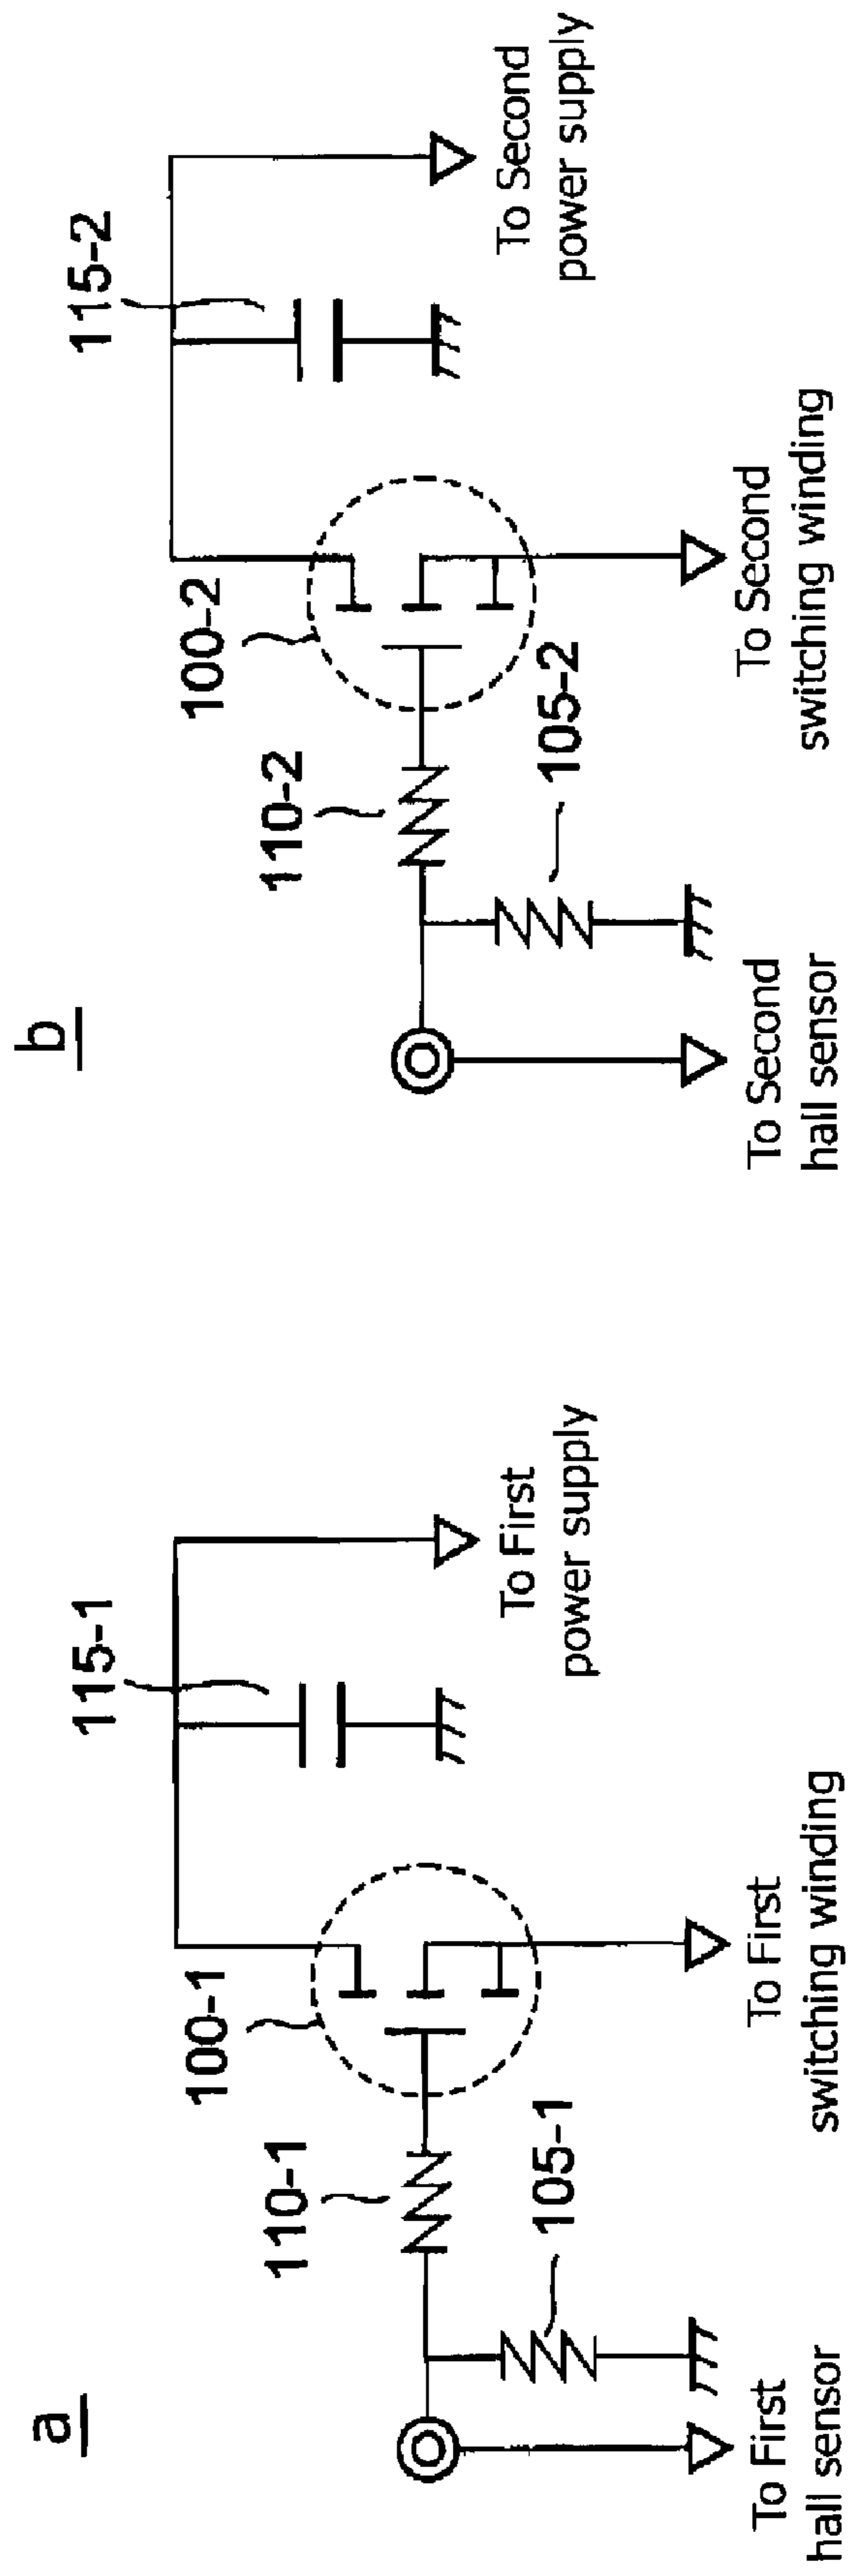 a
100-1
115-1
110-1
105-1
To First
hall sensor
To First
switching winding
To First
power supply
b
100-2
115-2
110-2
105-2
To Second
hall sensor
To Second
switching winding
To Second
power supply